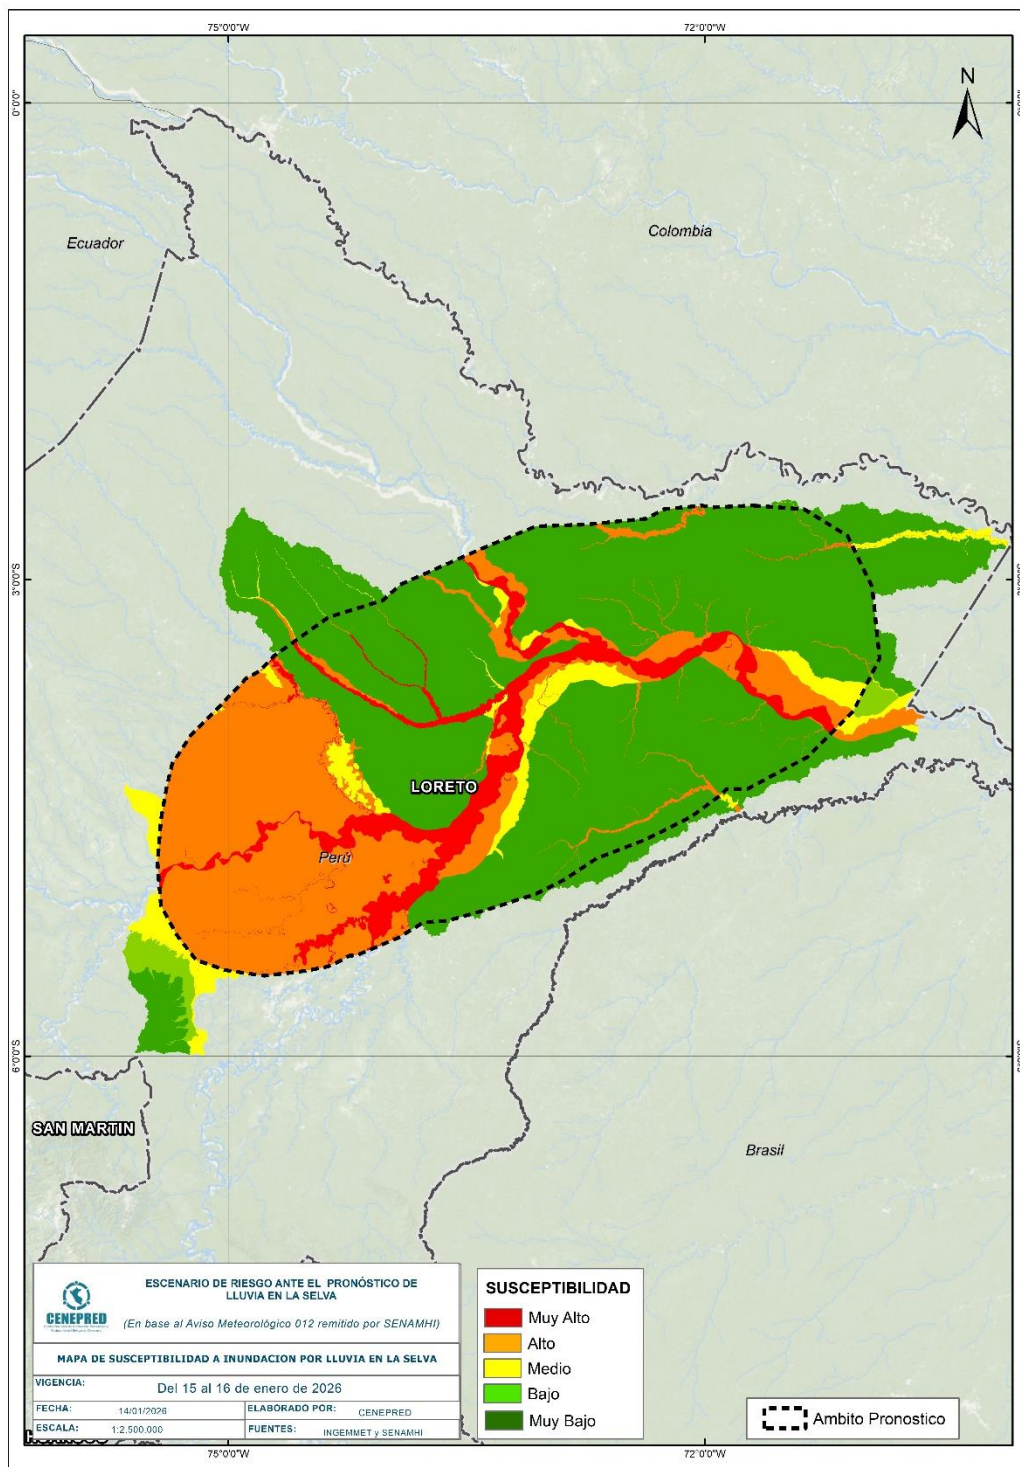 75°0'0"W
72°0'0"W
0°0'0"
N
Ecuador
Colombia
3°0'0"S
LORETO
Perú
6°0'0"S
SAN MARTIN
Brasil
CENEPRED
ESCENARIO DE RIESGO ANTE EL PRONÓSTICO DE
LLUVIA EN LA SELVA
(En base al Aviso Meteorológico 012 remitido por SENAMHI)
MAPA DE SUSCEPTIBILIDAD A INUNDACION POR LLUVIA EN LA SELVA
VIGENCIA: Del 15 al 16 de enero de 2026
FECHA: 14/01/2026 ELABORADO POR: CENEPRED
ESCALA: 1:2.500.000 FUENTES: INGEMMET y SENAMHI
SUSCEPTIBILIDAD
Muy Alto
Alto
Medio
Bajo
Muy Bajo
Ambito Pronostico
75°0'0"W
72°0'0"W